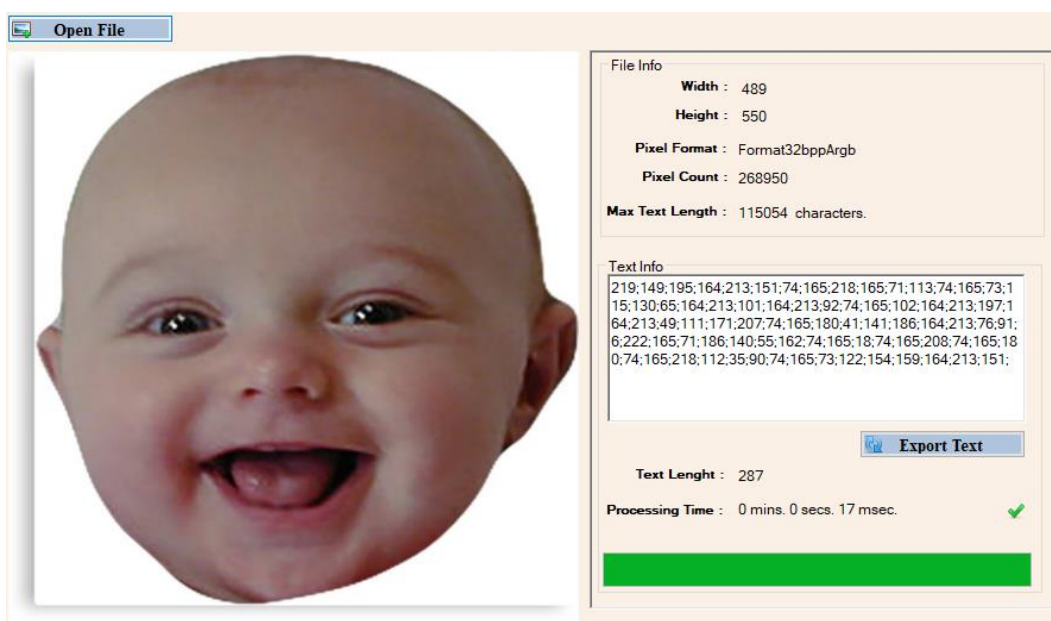 Open File
File Info
Width : 489
Height : 550
Pixel Format : Format32bppArgb
Pixel Count : 268950
Max Text Length : 115054 characters.
Text Info
219;149;195;164;213;151;74;165;218;165;71;113;74;165;73;1
15;130;65;164;213;101;164;213;92;74;165;102;164;213;197;1
64;213;49;111;171;207;74;165;180;41;141;186;164;213;76;91;
6;222;165;71;186;140;55;162;74;165;18;74;165;208;74;165;18
0;74;165;218;112;35;90;74;165;73;122;154;159;164;213;151;
Export Text
Text Lenght : 287
Processing Time : 0 mins. 0 secs. 17 msec.